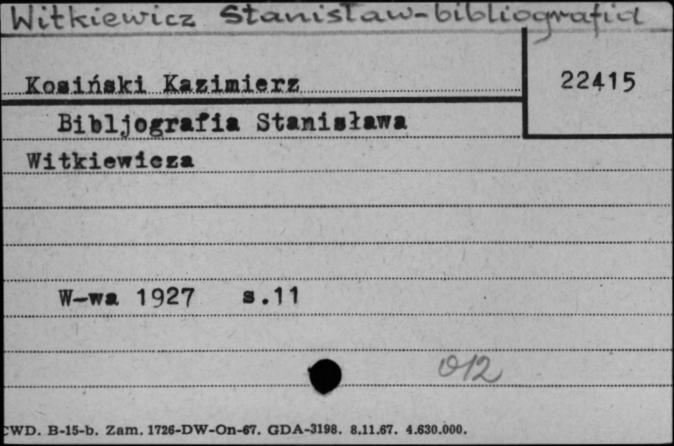 Witkiewicz Stanisław-bibliografia
Kosiński Kazimierz
22415
Bibljografia Stanisława
Witkiewicza
W-wa 1927 s.11
012
CWD. B-15-b. Zam. 1726-DW-On-67. GDA-3198. 8.11.67. 4.630.000.